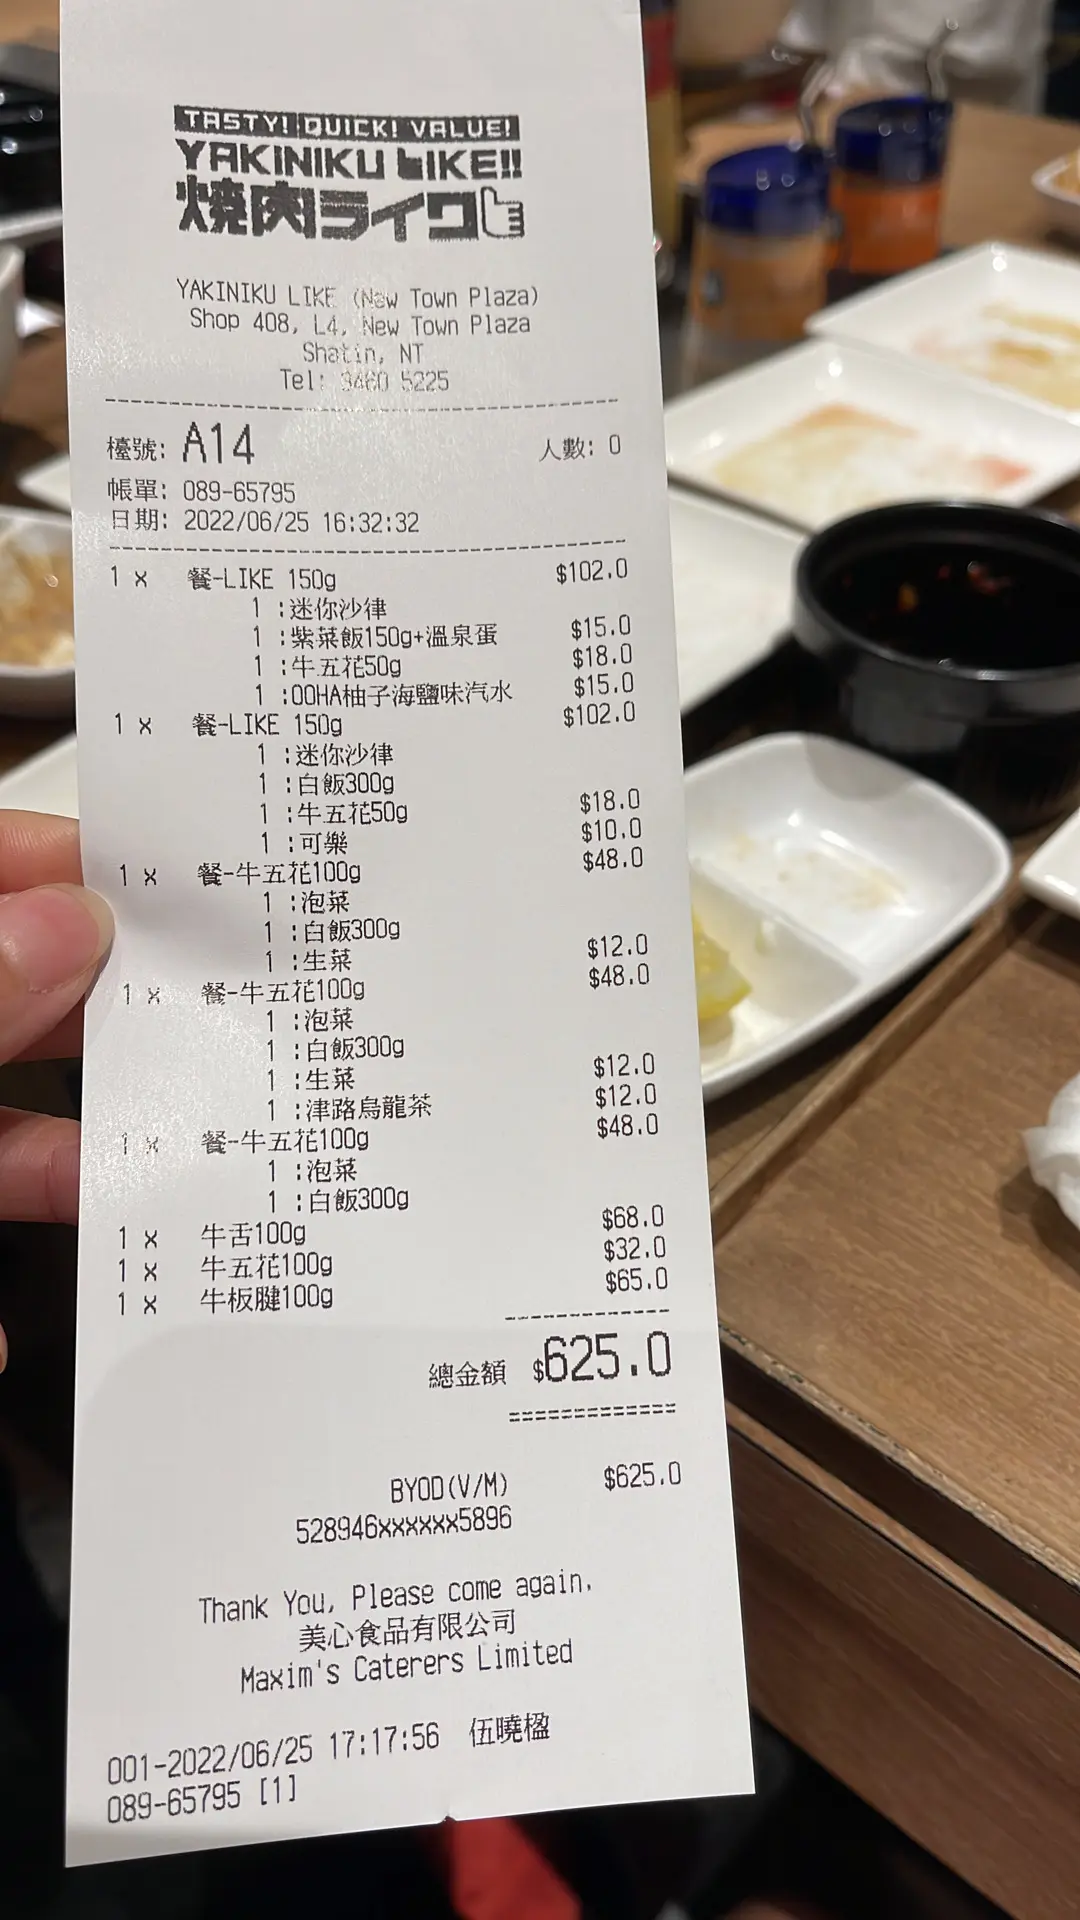 TASTY! QUICK! VALUE!
YAKINIKU LIKE!!
焼肉ライク
YAKINIKU LIKE (New Town Plaza)
Shop 408, L4, New Town Plaza
Shatin, NT
Tel: 3460 5225
檯號: A14 人數: 0
帳單: 089-65795
日期: 2022/06/25 16:32:32
1 x 餐-LIKE 150g $102.0
1 :迷你沙律
1 :紫菜飯150g+溫泉蛋 $15.0
1 :牛五花50g $18.0
1 :OOHA柚子海鹽味汽水 $15.0
1 x 餐-LIKE 150g $102.0
1 :迷你沙律
1 :白飯300g
1 :牛五花50g $18.0
1 :可樂 $10.0
1 x 餐-牛五花100g $48.0
1 :泡菜
1 :白飯300g
1 :生菜 $12.0
1 x 餐-牛五花100g $48.0
1 :泡菜
1 :白飯300g
1 :生菜 $12.0
1 :津路烏龍茶 $12.0
1 x 餐-牛五花100g $48.0
1 :泡菜
1 :白飯300g
1 x 牛舌100g $68.0
1 x 牛五花100g $32.0
1 x 牛板腱100g $65.0
總金額 $625.0
=============
BYOD(V/M) $625.0
528946xxxxxx5896
Thank You, Please come again.
美心食品有限公司
Maxim's Caterers Limited
001-2022/06/25 17:17:56 伍曉楹
089-65795 [1]